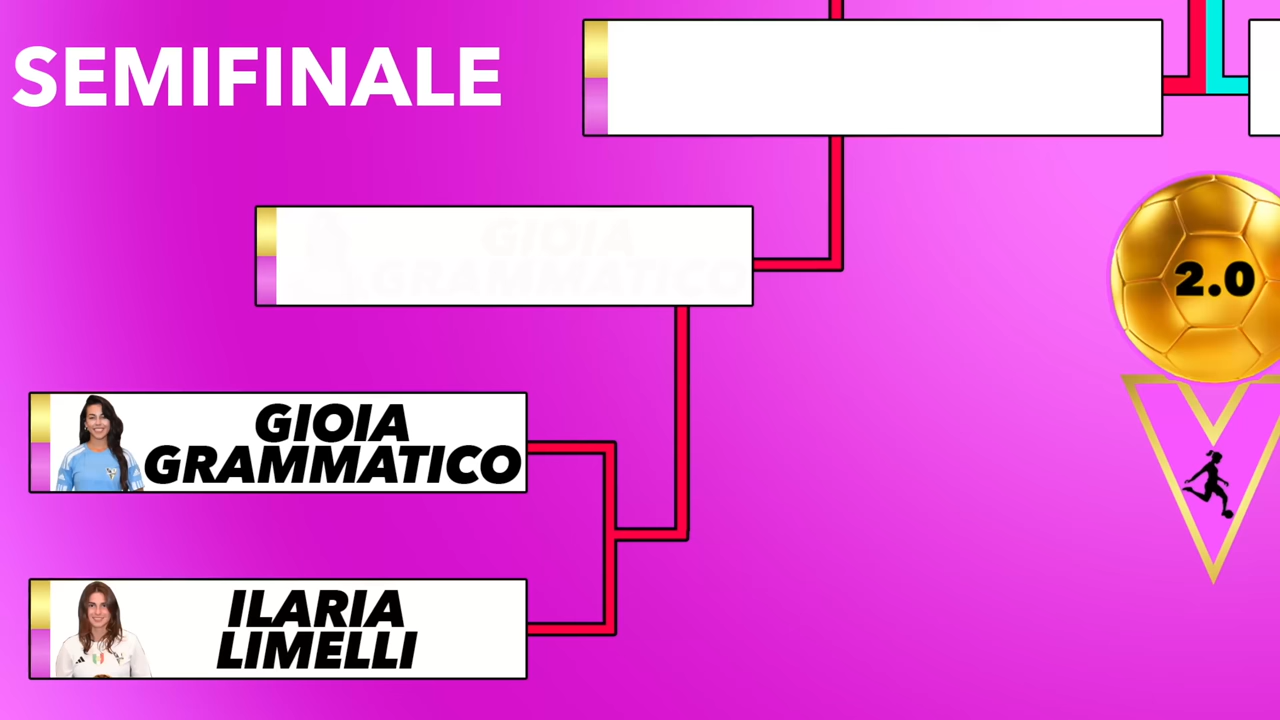 SEMIFINALE
GIOIA
GRAMMATICO
2.0
GIOIA
GRAMMATICO
ILARIA
LIMELLI